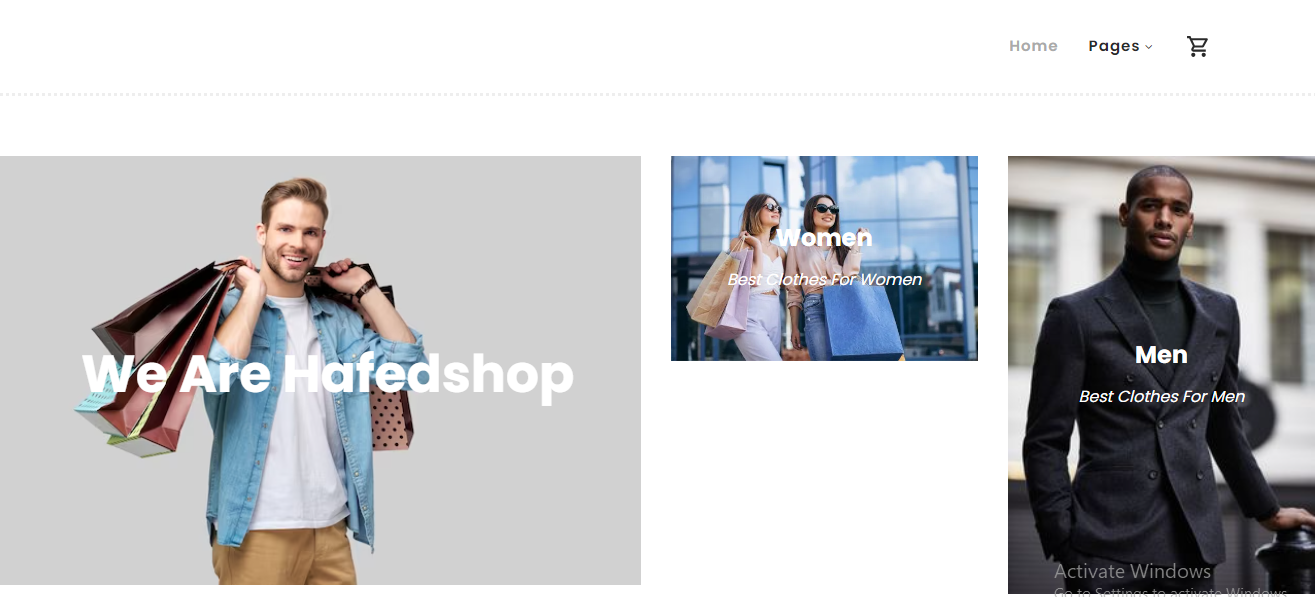 Home
Pages
We Are Hafedshop
Women
Best Clothes For Women
Men
Best Clothes For Men
Activate Windows
Go to Settings to activate Windows.